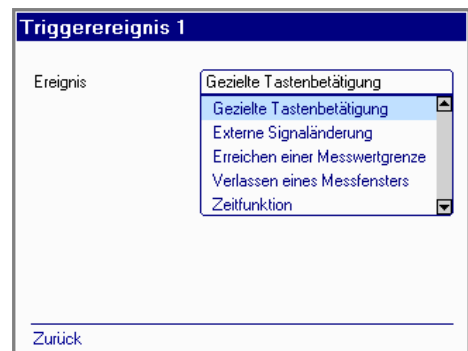 Triggerereignis 1
Ereignis
Gezielte Tastenbetätigung
Gezielte Tastenbetätigung
Externe Signaländerung
Erreichen einer Messwertgrenze
Verlassen eines Messfensters
Zeitfunktion
Zurück